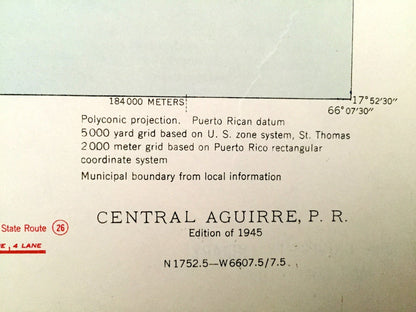 184000 METERS
17°52'30"
66°07'30"
Polyconic projection. Puerto Rican datum
5000 yard grid based on U. S. zone system, St. Thomas
2000 meter grid based on Puerto Rico rectangular
coordinate system
Municipal boundary from local information
State Route 26
4 LANE
CENTRAL AGUIRRE, P. R.
Edition of 1945
N1752.5—W6607.5/7.5